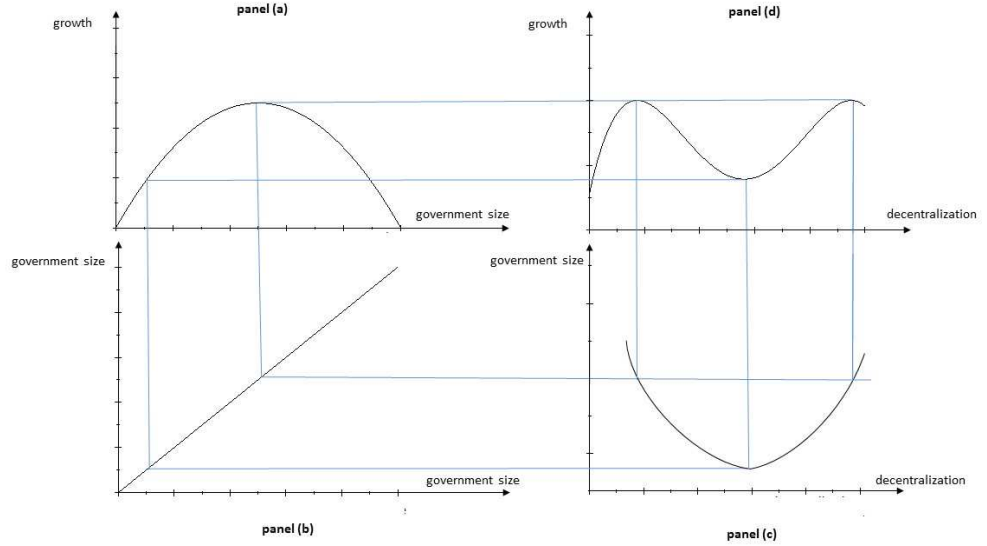 panel (a)
growth
government size
panel (d)
growth
decentralization
government size
government size
panel (b)
government size
decentralization
panel (c)